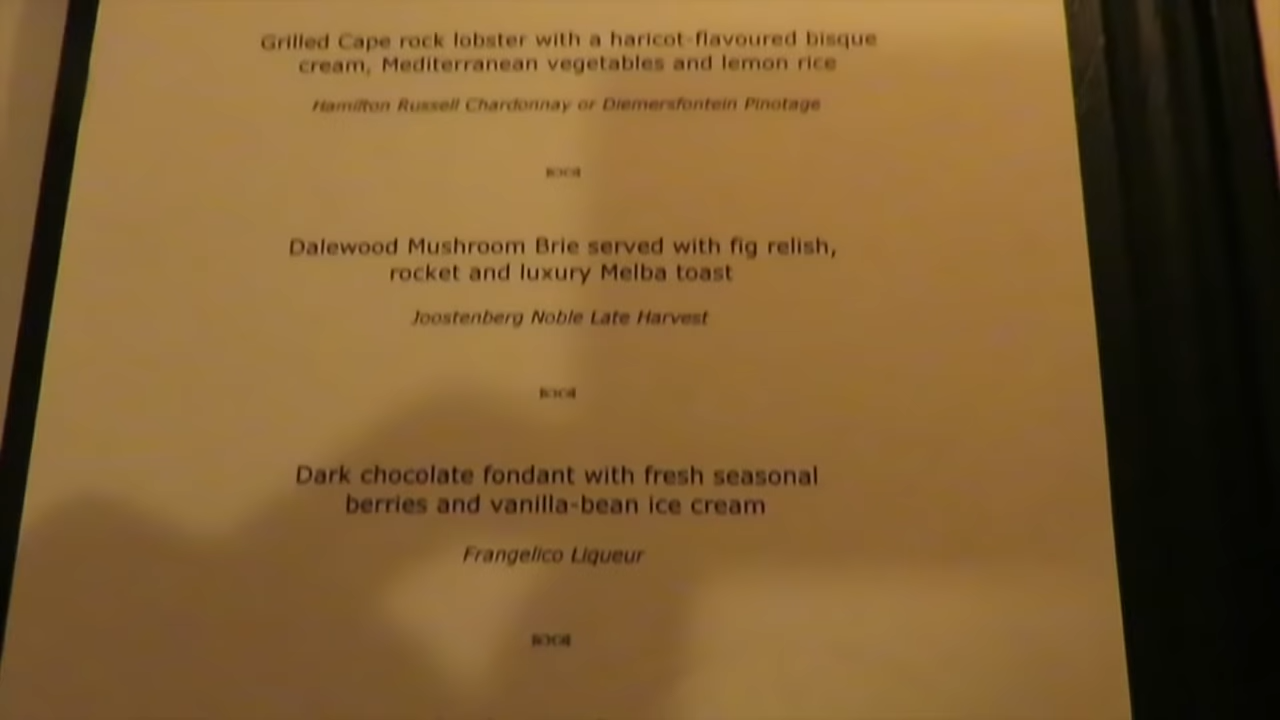 Grilled Cape rock lobster with a haricot-flavoured bisque
cream, Mediterranean vegetables and lemon rice
Hamilton Russell Chardonnay or Diemersfontein Pinotage
Dalewood Mushroom Brie served with fig relish,
rocket and luxury Melba toast
Joostenberg Noble Late Harvest
Dark chocolate fondant with fresh seasonal
berries and vanilla-bean ice cream
Frangelico Liqueur